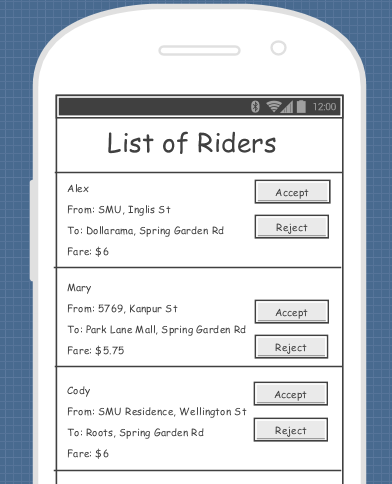 12:00
List of Riders
Alex
Accept
From: SMU, Inglis St
Reject
To: Dollarama, Spring Garden Rd
Fare: $6
Mary
From: 5769, Kanpur St
Accept
To: Park Lane Mall, Spring Garden Rd
Reject
Fare: $5.75
Cody
Accept
From: SMU Residence, Wellington St
To: Roots, Spring Garden Rd
Reject
Fare: $6